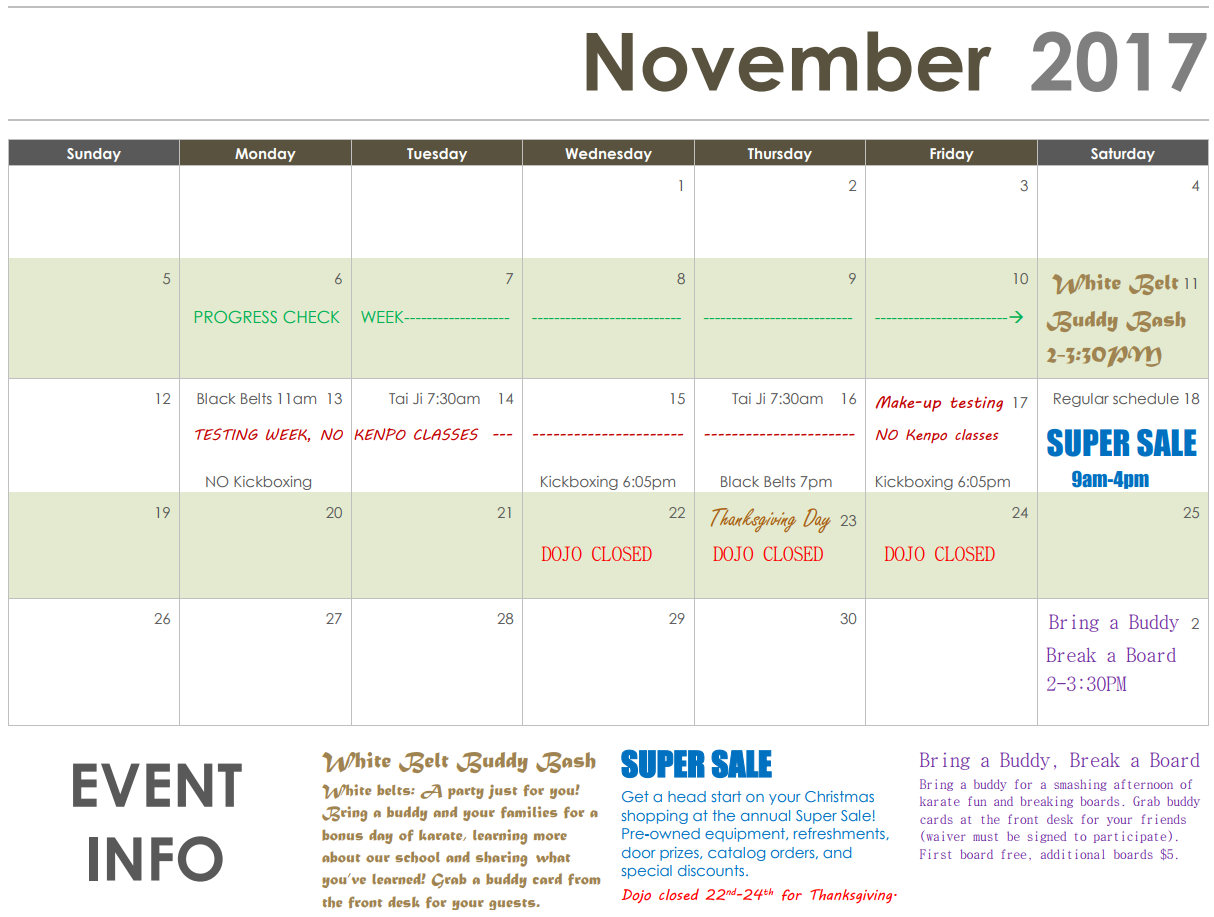 November 2017
Sunday Monday Tuesday Wednesday Thursday Friday Saturday
1 2 3 4
5 6 7 8 9 10 White Belt 11
PROGRESS CHECK WEEK------------------ -------------------------- -------------------------- -----------------------→ Buddy Bash
2-3:30PM
12 Black Belts 11am 13 Tai Ji 7:30am 14 15 Tai Ji 7:30am 16 Make-up testing 17 Regular schedule 18
TESTING WEEK, NO KENPO CLASSES --- ----------------------- ----------------------- NO Kenpo classes SUPER SALE
NO Kickboxing Kickboxing 6:05pm Black Belts 7pm Kickboxing 6:05pm 9am-4pm
19 20 21 22 Thanksgiving Day 23 24 25
DOJO CLOSED DOJO CLOSED DOJO CLOSED
26 27 28 29 30 Bring a Buddy 2
Break a Board
2-3:30PM
EVENT
INFO
White Belt Buddy Bash
White belts: A party just for you!
Bring a buddy and your families for a
bonus day of karate, learning more
about our school and sharing what
you've learned! Grab a buddy card from
the front desk for your guests.
SUPER SALE
Get a head start on your Christmas
shopping at the annual Super Sale!
Pre-owned equipment, refreshments,
door prizes, catalog orders, and
special discounts.
Dojo closed 22nd-24th for Thanksgiving.
Bring a Buddy, Break a Board
Bring a buddy for a smashing afternoon of
karate fun and breaking boards. Grab buddy
cards at the front desk for your friends
(waiver must be signed to participate).
First board free, additional boards $5.